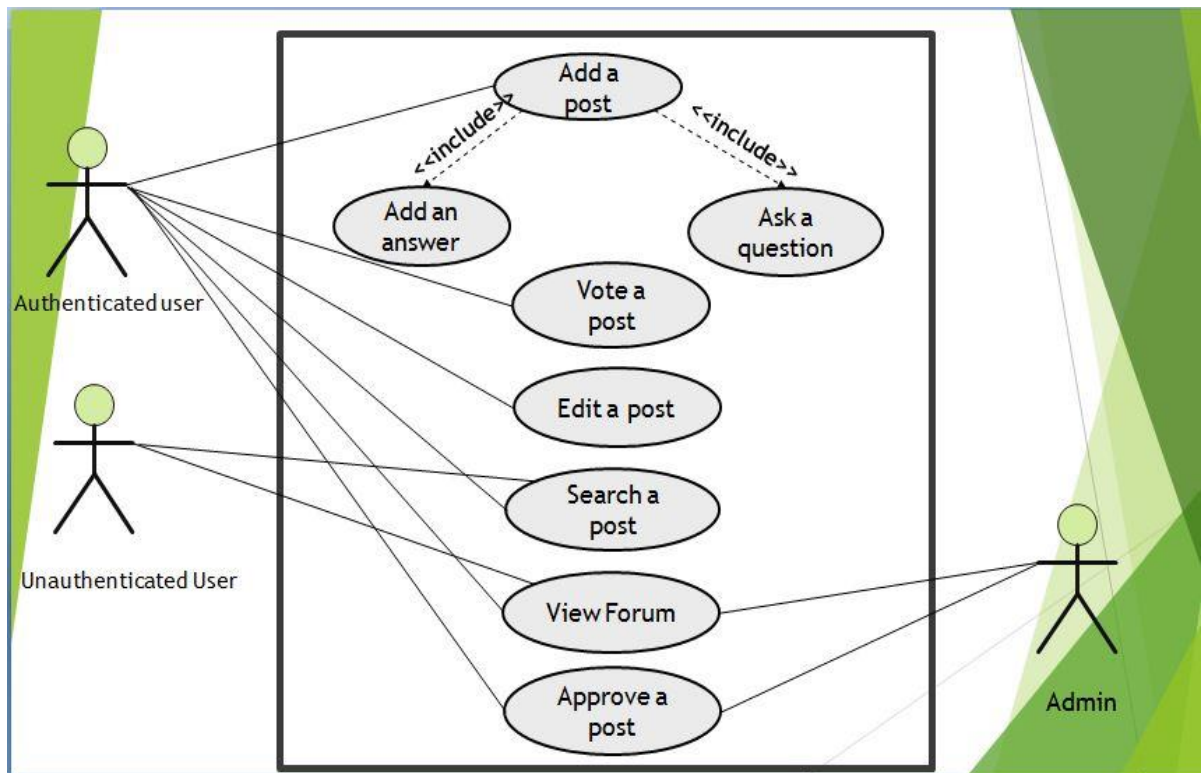 Add a
post
<<include>>
<<include>>
Add an
answer
Ask a
question
Authenticated user
Vote a
post
Edit a post
Search a
post
Unauthenticated User
View Forum
Approve a
post
Admin